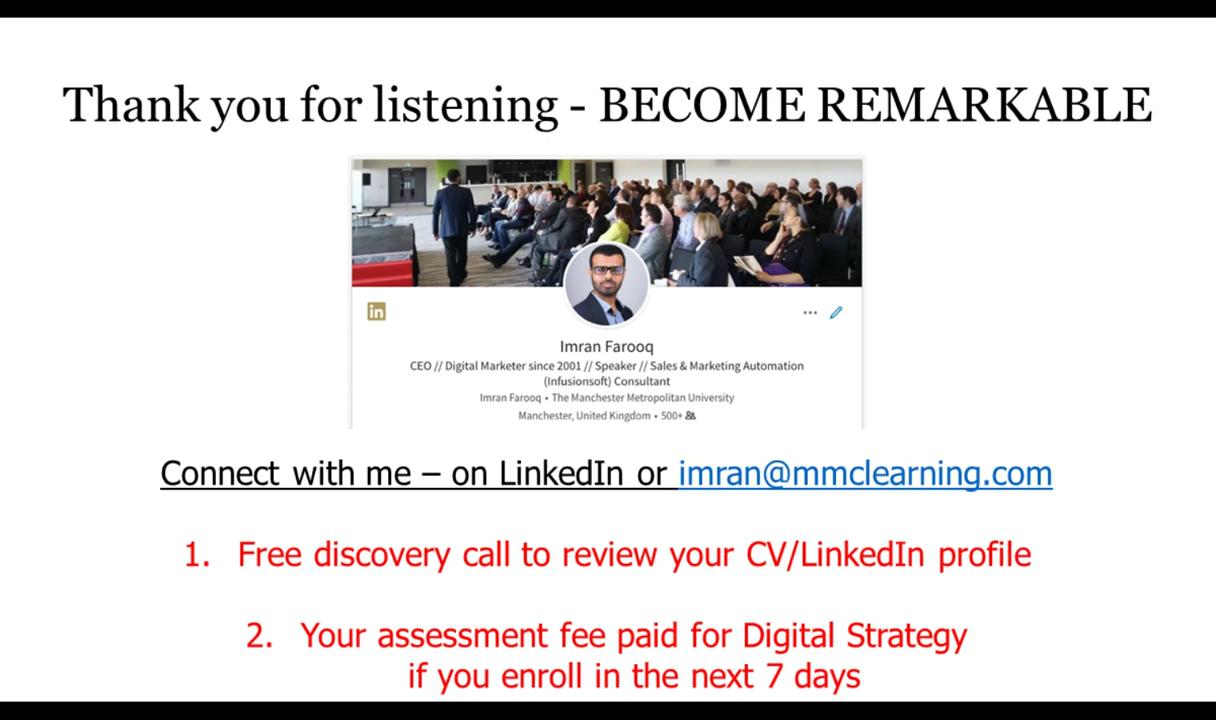 Thank you for listening - BECOME REMARKABLE
in
Imran Farooq
CEO // Digital Marketer since 2001 // Speaker // Sales & Marketing Automation
(Infusionsoft) Consultant
Imran Farooq • The Manchester Metropolitan University
Manchester, United Kingdom • 500+
Connect with me – on LinkedIn or imran@mmclearning.com
1. Free discovery call to review your CV/LinkedIn profile
2. Your assessment fee paid for Digital Strategy
if you enroll in the next 7 days